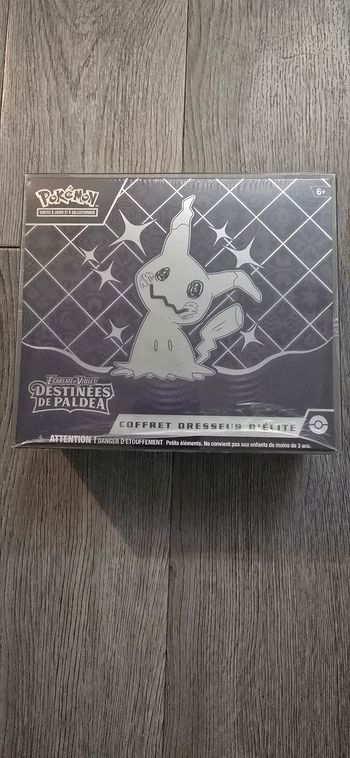 POKÉMON
CARTES À JOUER ET À COLLECTIONNER
6+
ÉCARLATE ET VIOLET
DESTINÉES
DE PALDEA
COFFRET DRESSEUR D'ÉLITE
ATTENTION ! DANGER D'ÉTOUFFEMENT Petits éléments. Ne convient pas aux enfants de moins de 3 ans.